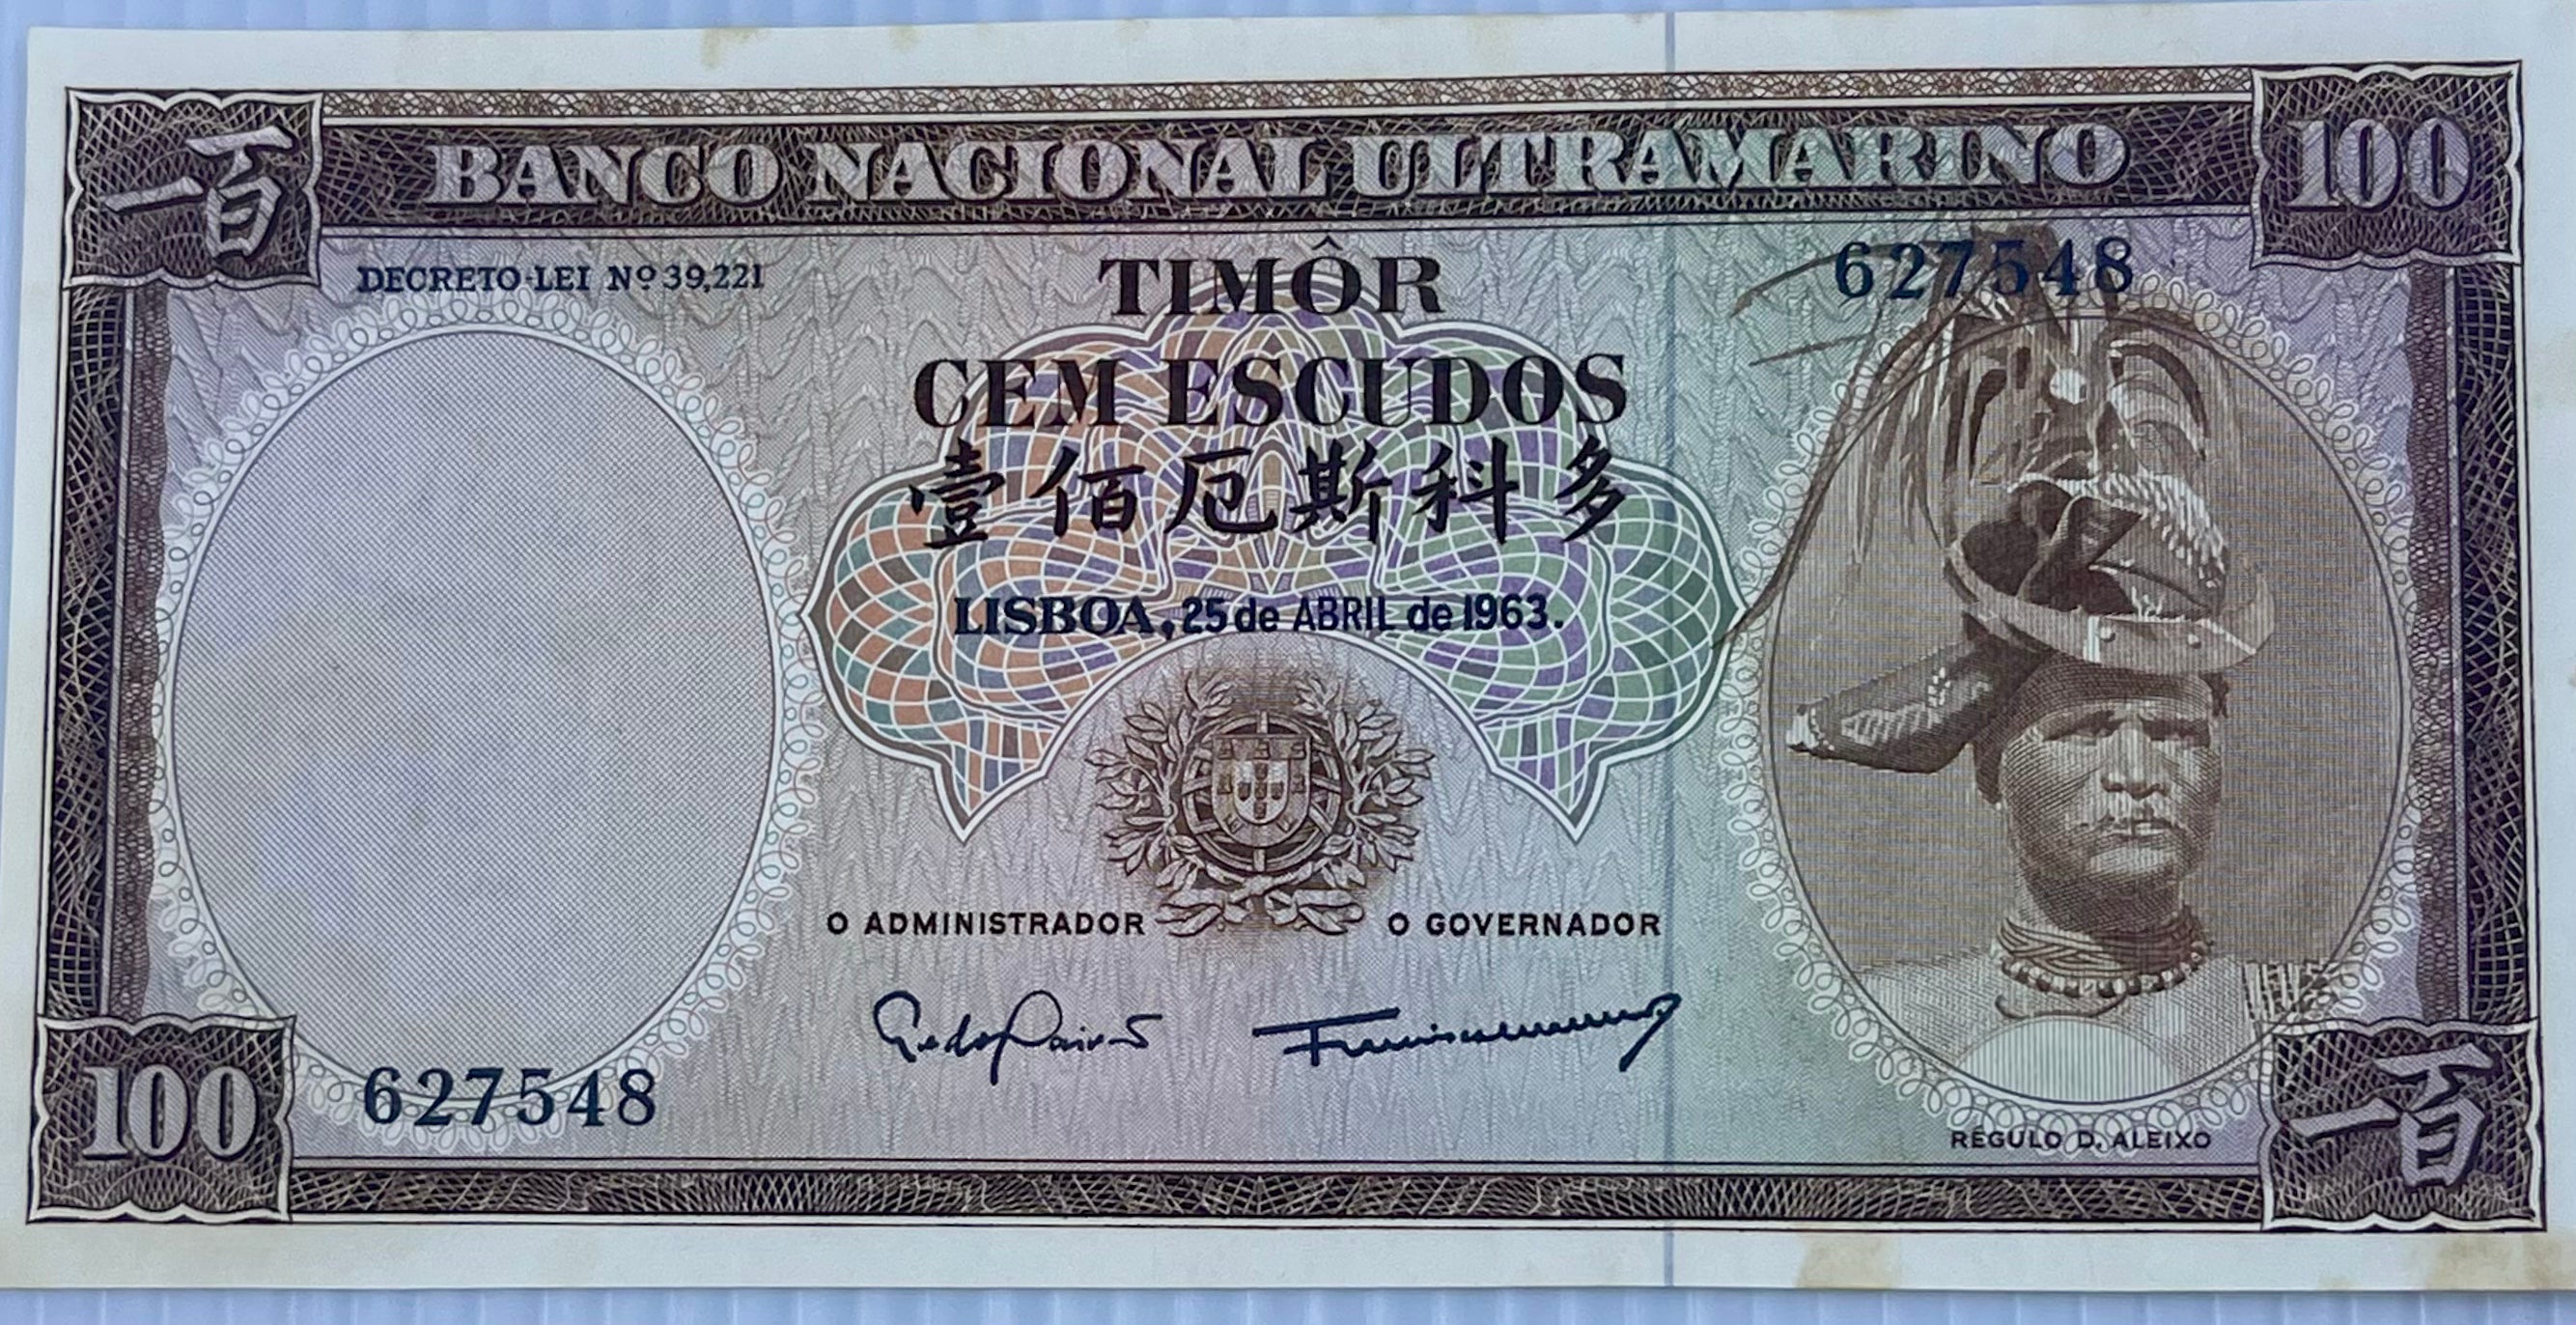 一百
BANCO NACIONAL ULTRAMARINO
100
DECRETO-LEI Nº 39,221
TIMÔR
627548
CEM ESCUDOS
壹佰厄斯科多
LISBOA, 25 de ABRIL de 1963.
O ADMINISTRADOR
O GOVERNADOR
100
627548
RÉGULO D. ALEIXO
一百